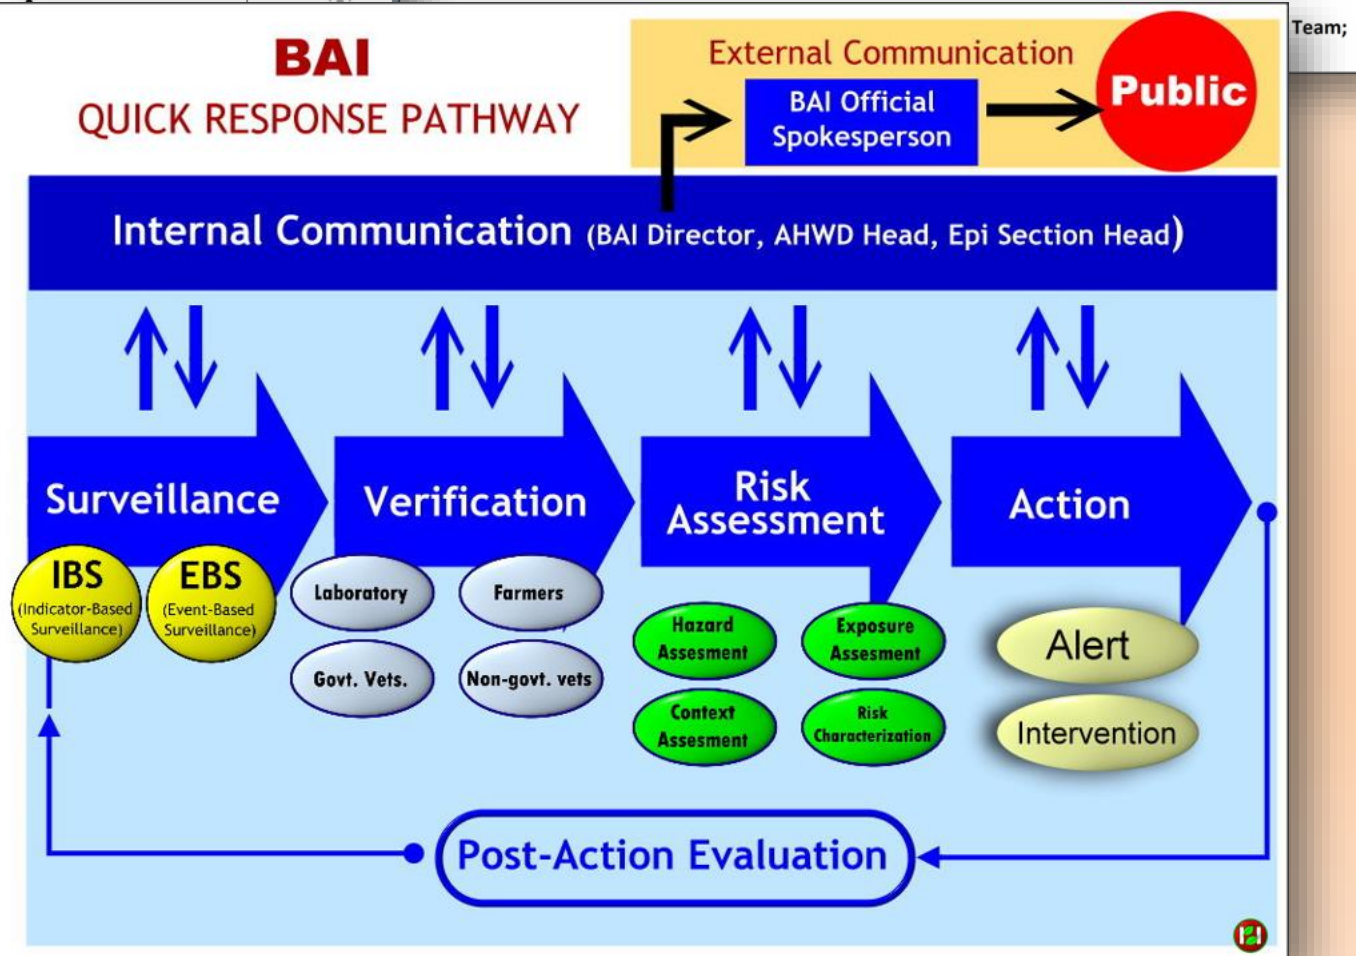 Team;
BAI
QUICK RESPONSE PATHWAY
External Communication
BAI Official
Spokesperson
Public
Internal Communication (BAI Director, AHWD Head, Epi Section Head)
Surveillance
Verification
Risk
Assessment
Action
IBS
(Indicator-Based
Surveillance)
EBS
(Event-Based
Surveillance)
Laboratory
Farmers
Govt. Vets.
Non-govt. vets
Hazard
Assesment
Exposure
Assesment
Context
Assesment
Risk
Characterization
Alert
Intervention
Post-Action Evaluation